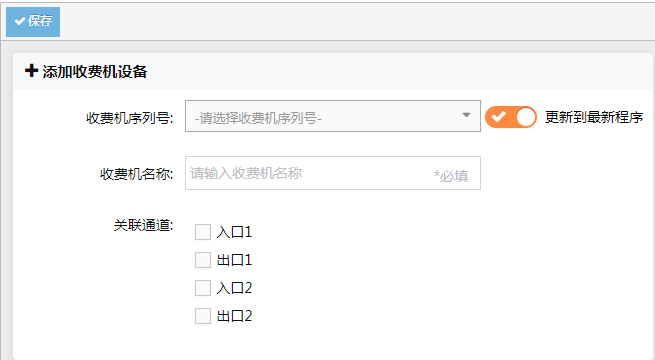 保存
添加收费机设备
收费机序列号: -请选择收费机序列号- 更新到最新程序
收费机名称: 请输入收费机名称 *必填
关联通道: 入口1
出口1
入口2
出口2